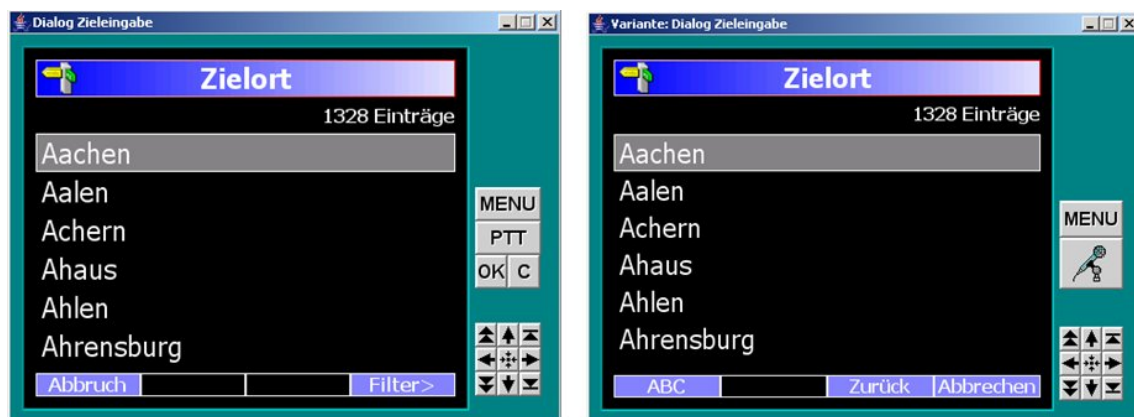 Dialog Zieleingabe
Zielort
1328 Einträge
Aachen
Aalen
Achern
Ahaus
Ahlen
Ahrensburg
Abbruch Filter>
MENU
PTT
OK C
Variante: Dialog Zieleingabe
Zielort
1328 Einträge
Aachen
Aalen
Achern
Ahaus
Ahlen
Ahrensburg
ABC Zurück Abbrechen
MENU